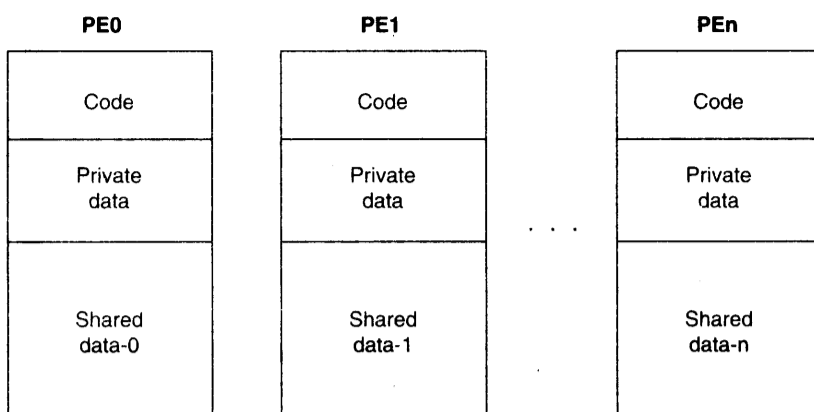 PE0 PE1 PEn
Code Code Code
Private Private Private
data data data
. . .
Shared Shared Shared
data-0 data-1 data-n